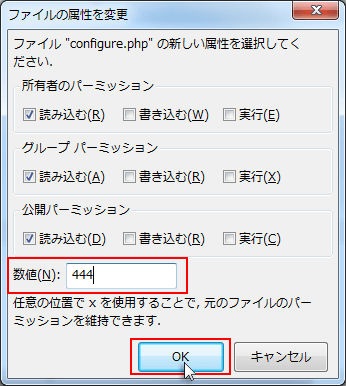 ファイルの属性を変更
ファイル "configure.php" の新しい属性を選択してく
ださい.
所有者のパーミッション
読み込む(R) 書き込む(W) 実行(E)
グループ パーミッション
読み込む(A) 書き込む(R) 実行(X)
公開パーミッション
読み込む(D) 書き込む(R) 実行(C)
数値(N): 444
任意の位置で x を使用することで, 元のファイルのパー
ミッションを維持できます.
OK キャンセル